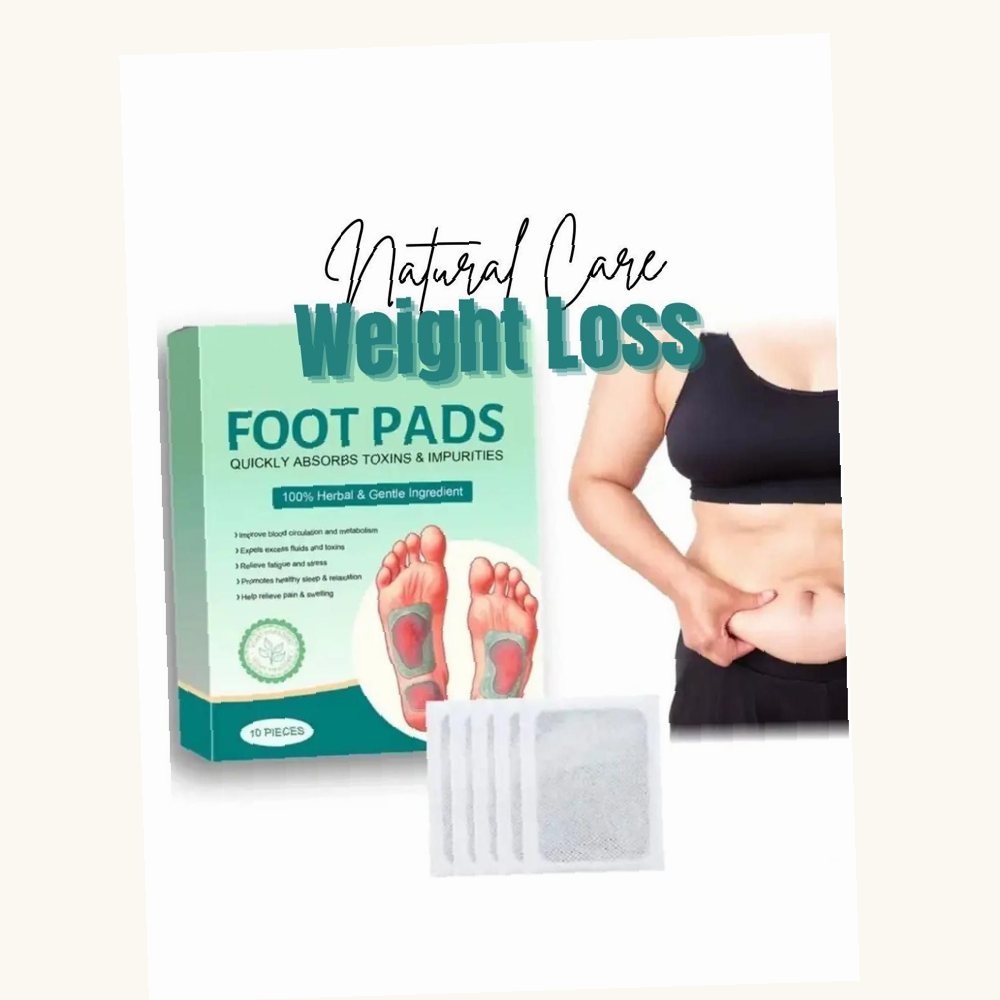 Natural Care
Weight Loss
FOOT PADS
QUICKLY ABSORBS TOXINS & IMPURITIES
100% Herbal & Gentle Ingredient
› Improve blood circulation and metabolism
› Expels excess fluids and toxins
› Relieve fatigue and stress
› Promotes healthy sleep & relaxation
› Help relieve pain & swelling
10 PIECES